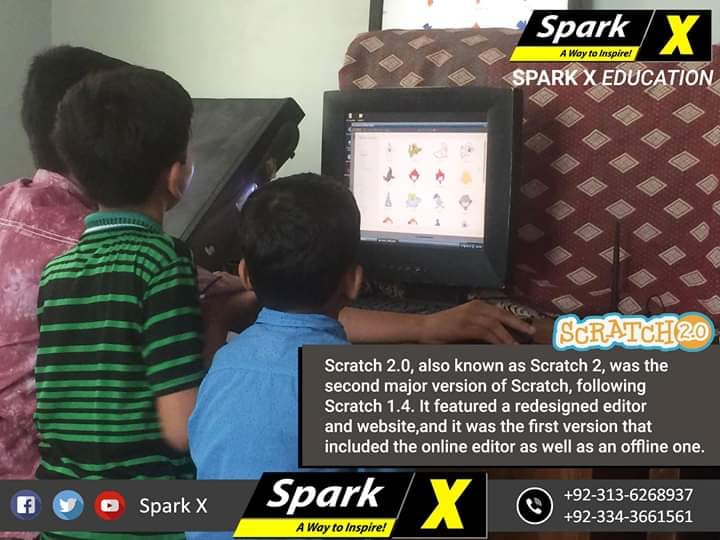 Spark X
A Way to Inspire!
SPARK X EDUCATION
SCRATCH 2.0
Scratch 2.0, also known as Scratch 2, was the
second major version of Scratch, following
Scratch 1.4. It featured a redesigned editor
and website,and it was the first version that
included the online editor as well as an offline one.
Spark X
Spark X
A Way to Inspire!
+92-313-6268937
+92-334-3661561